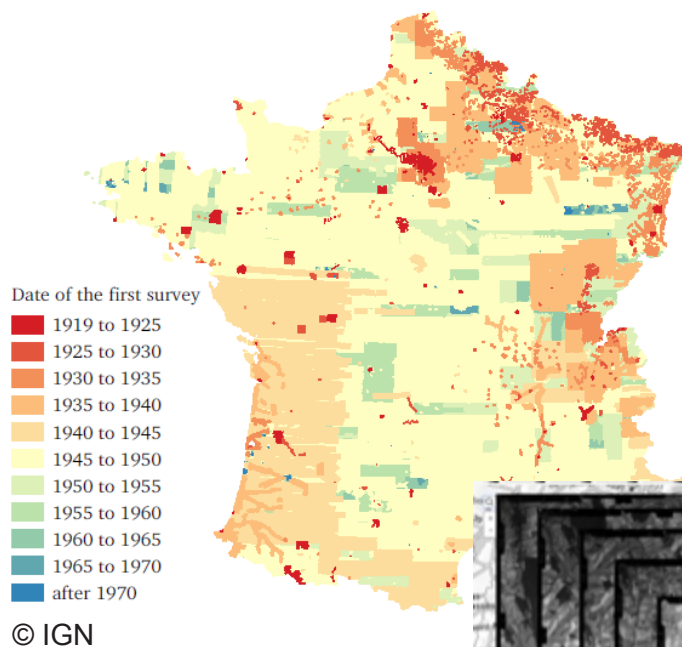 Date of the first survey
1919 to 1925
1925 to 1930
1930 to 1935
1935 to 1940
1940 to 1945
1945 to 1950
1950 to 1955
1955 to 1960
1960 to 1965
1965 to 1970
after 1970
© IGN